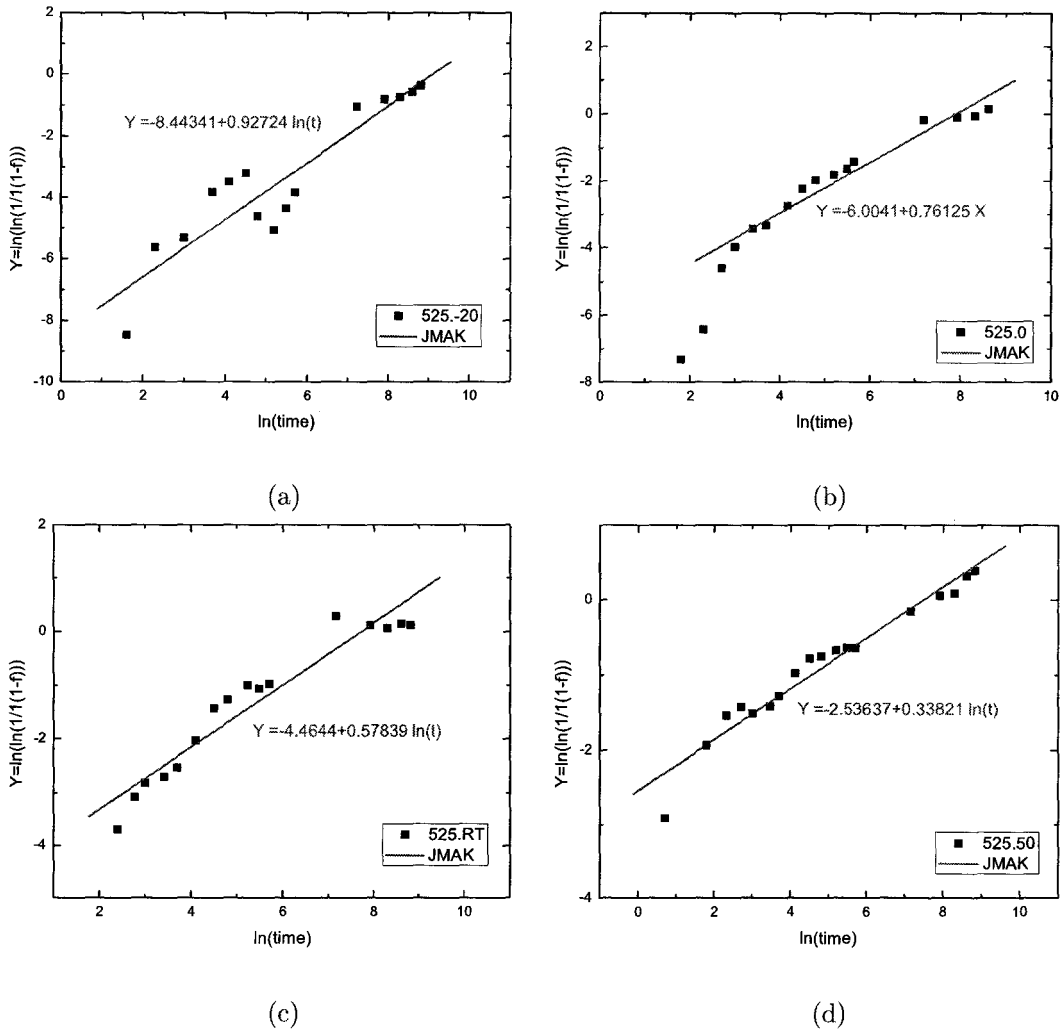 Y=ln(ln(1/1(1-f)))
2
0
-2
-4
-6
-8
-10
Y =-8.44341+0.92724 ln(t)
525.-20
JMAK
0
2
4
6
8
10
ln(time)
(a)
Y=ln(ln(1/1(1-f)))
2
0
-2
-4
-6
-8
Y =-6.0041+0.76125 X
525.0
JMAK
0
2
4
6
8
10
ln(time)
(b)
Y=ln(ln(1/1(1-f)))
2
0
-2
-4
Y =-4.4644+0.57839 ln(t)
525.RT
JMAK
2
4
6
8
10
ln(time)
(c)
Y=ln(ln(1/1(1-f)))
0
-2
-4
Y =-2.53637+0.33821 ln(t)
525.50
JMAK
0
2
4
6
8
10
ln(time)
(d)